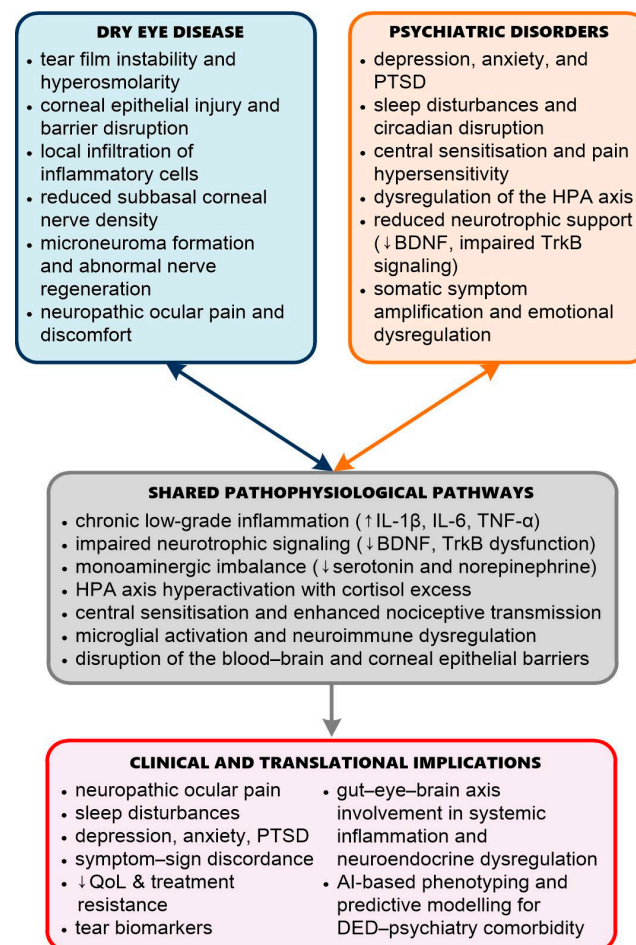 DRY EYE DISEASE
• tear film instability and
hyperosmolarity
• corneal epithelial injury and
barrier disruption
• local infiltration of
inflammatory cells
• reduced subbasal corneal
nerve density
• microneuroma formation
and abnormal nerve
regeneration
• neuropathic ocular pain and
discomfort
PSYCHIATRIC DISORDERS
• depression, anxiety, and
PTSD
• sleep disturbances and
circadian disruption
• central sensitisation and pain
hypersensitivity
• dysregulation of the HPA axis
• reduced neurotrophic support
(↓BDNF, impaired TrkB
signaling)
• somatic symptom
amplification and emotional
dysregulation
SHARED PATHOPHYSIOLOGICAL PATHWAYS
• chronic low-grade inflammation (↑IL-1β, IL-6, TNF-α)
• impaired neurotrophic signaling (↓BDNF, TrkB dysfunction)
• monoaminergic imbalance (↓serotonin and norepinephrine)
• HPA axis hyperactivation with cortisol excess
• central sensitisation and enhanced nociceptive transmission
• microglial activation and neuroimmune dysregulation
• disruption of the blood–brain and corneal epithelial barriers
CLINICAL AND TRANSLATIONAL IMPLICATIONS
• neuropathic ocular pain
• sleep disturbances
• depression, anxiety, PTSD
• symptom–sign discordance
• ↓QoL & treatment
resistance
• tear biomarkers
• gut–eye–brain axis
involvement in systemic
inflammation and
neuroendocrine dysregulation
• AI-based phenotyping and
predictive modelling for
DED–psychiatry comorbidity